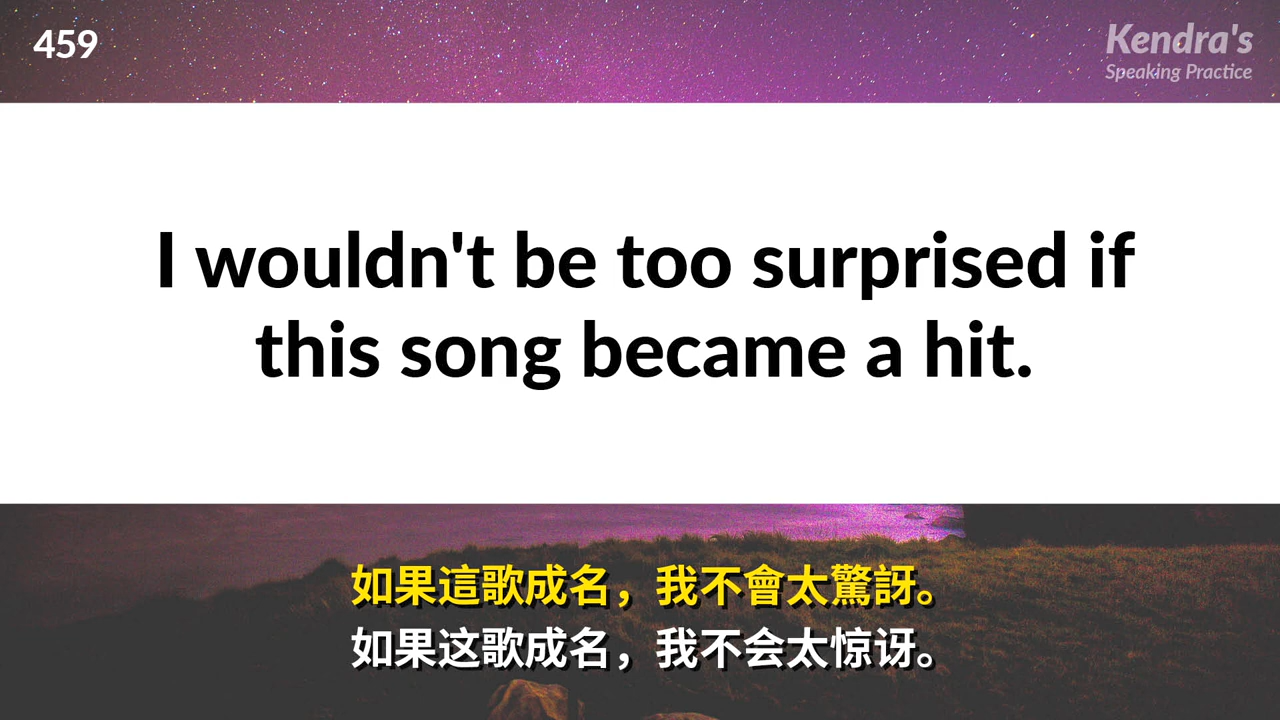 459
Kendra's
Speaking Practice
I wouldn't be too surprised if
this song became a hit.
如果這歌成名，我不會太驚訝。
如果这歌成名，我不会太惊讶。